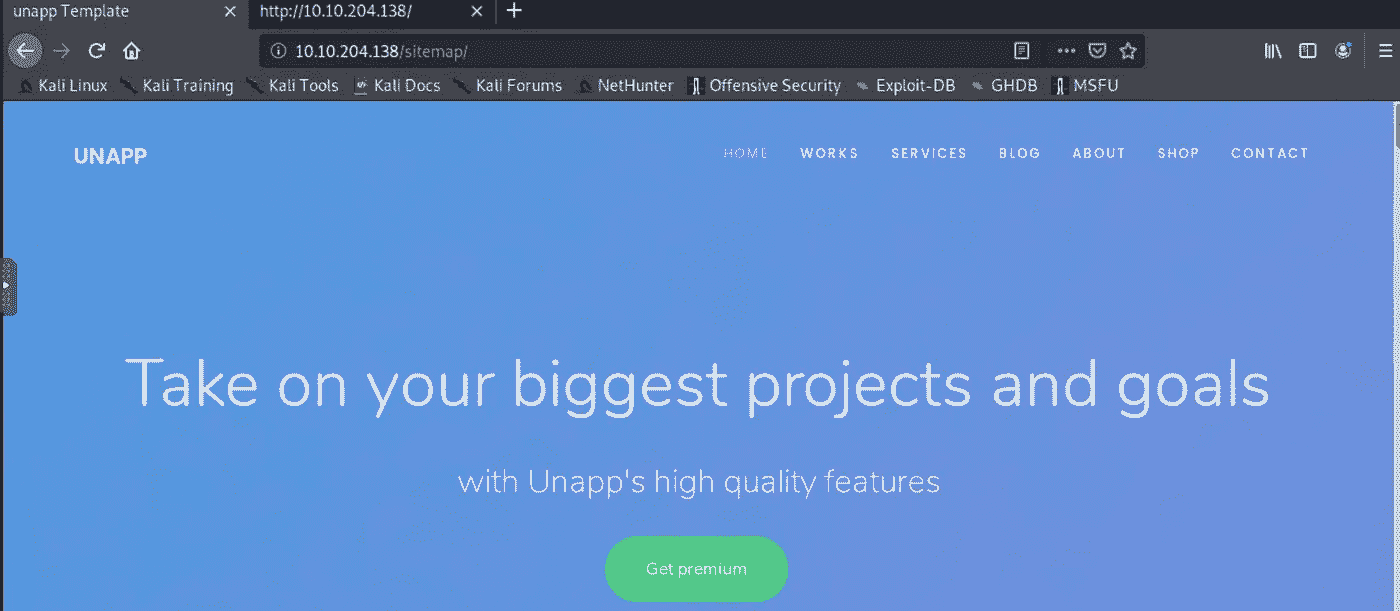 unapp Template http://10.10.204.138/
10.10.204.138/sitemap/
Kali Linux Kali Training Kali Tools Kali Docs Kali Forums NetHunter Offensive Security Exploit-DB GHDB MSFU
UNAPP HOME WORKS SERVICES BLOG ABOUT SHOP CONTACT
Take on your biggest projects and goals
with Unapp's high quality features
Get premium